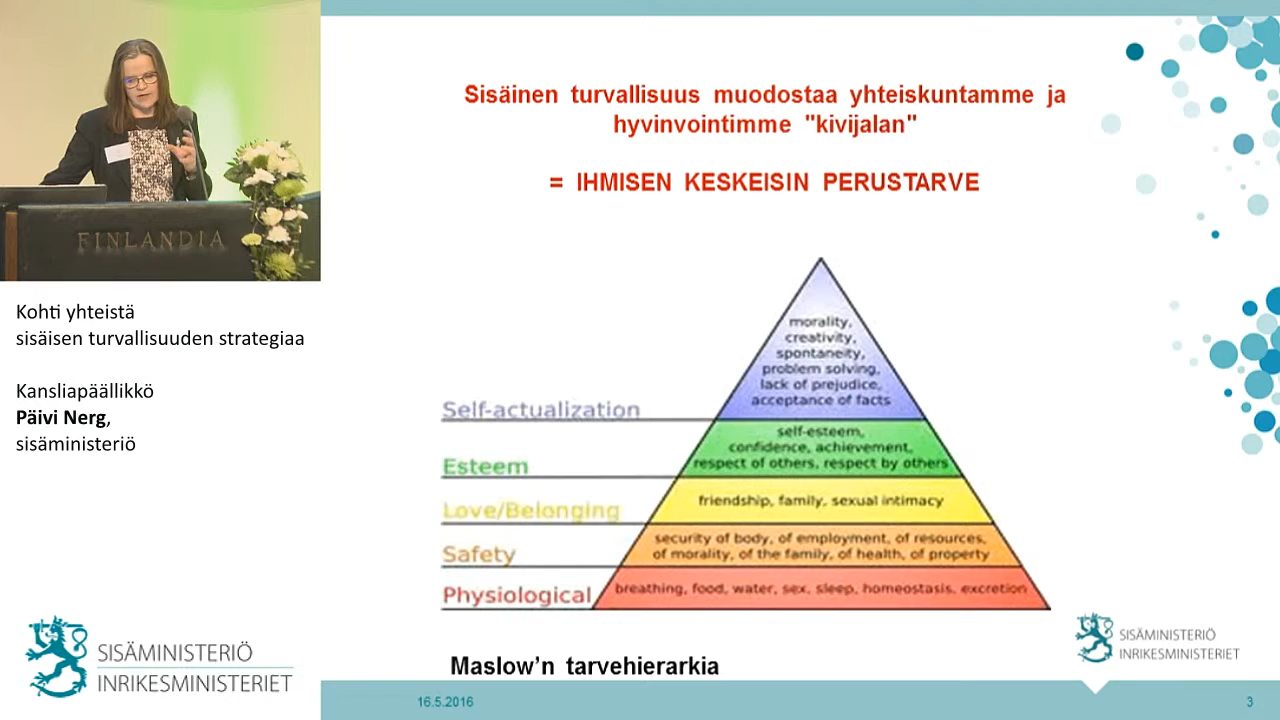 FINLANDIA
Kohti yhteistä
sisäisen turvallisuuden strategiaa
Kansliapäällikkö
Päivi Nerg,
sisäministeriö
SISÄMINISTERIÖ
INRIKESMINISTERIET
Sisäinen turvallisuus muodostaa yhteiskuntamme ja
hyvinvointimme "kivijalan"
= IHMISEN KESKEISIN PERUSTARVE
morality,
creativity,
spontaneity,
problem solving,
lack of prejudice,
acceptance of facts
Self-actualization
self-esteem,
confidence, achievement,
respect of others, respect by others
Esteem
friendship, family, sexual intimacy
Love/Belonging
security of body, of employment, of resources,
of morality, of the family, of health, of property
Safety
breathing, food, water, sex, sleep, homeostasis, excretion
Physiological
Maslow'n tarvehierarkia
SISÄMINISTERIÖ
INRIKESMINISTERIET
16.5.2016
3